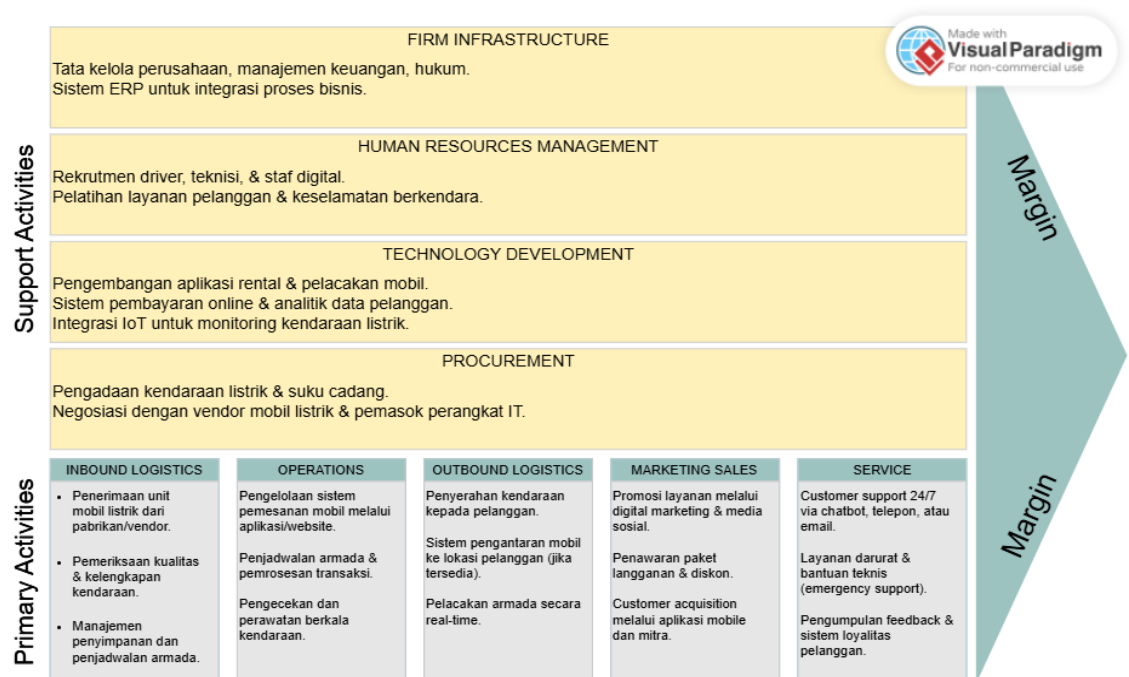 Made with
Visual Paradigm
For non-commercial use
Support Activities
FIRM INFRASTRUCTURE
Tata kelola perusahaan, manajemen keuangan, hukum.
Sistem ERP untuk integrasi proses bisnis.
HUMAN RESOURCES MANAGEMENT
Rekrutmen driver, teknisi, & staf digital.
Pelatihan layanan pelanggan & keselamatan berkendara.
TECHNOLOGY DEVELOPMENT
Pengembangan aplikasi rental & pelacakan mobil.
Sistem pembayaran online & analitik data pelanggan.
Integrasi IoT untuk monitoring kendaraan listrik.
PROCUREMENT
Pengadaan kendaraan listrik & suku cadang.
Negosiasi dengan vendor mobil listrik & pemasok perangkat IT.
Margin
Primary Activities
INBOUND LOGISTICS
• Penerimaan unit
mobil listrik dari
pabrikan/vendor.
• Pemeriksaan kualitas
& kelengkapan
kendaraan.
• Manajemen
penyimpanan dan
penjadwalan armada.
OPERATIONS
Pengelolaan sistem
pemesanan mobil melalui
aplikasi/website.
Penjadwalan armada &
pemrosesan transaksi.
Pengecekan dan
perawatan berkala
kendaraan.
OUTBOUND LOGISTICS
Penyerahan kendaraan
kepada pelanggan.
Sistem pengantaran mobil
ke lokasi pelanggan (jika
tersedia).
Pelacakan armada secara
real-time.
MARKETING SALES
Promosi layanan melalui
digital marketing & media
sosial.
Penawaran paket
langganan & diskon.
Customer acquisition
melalui aplikasi mobile
dan mitra.
SERVICE
Customer support 24/7
via chatbot, telepon, atau
email.
Layanan darurat &
bantuan teknis
(emergency support).
Pengumpulan feedback &
sistem loyalitas
pelanggan.
Margin